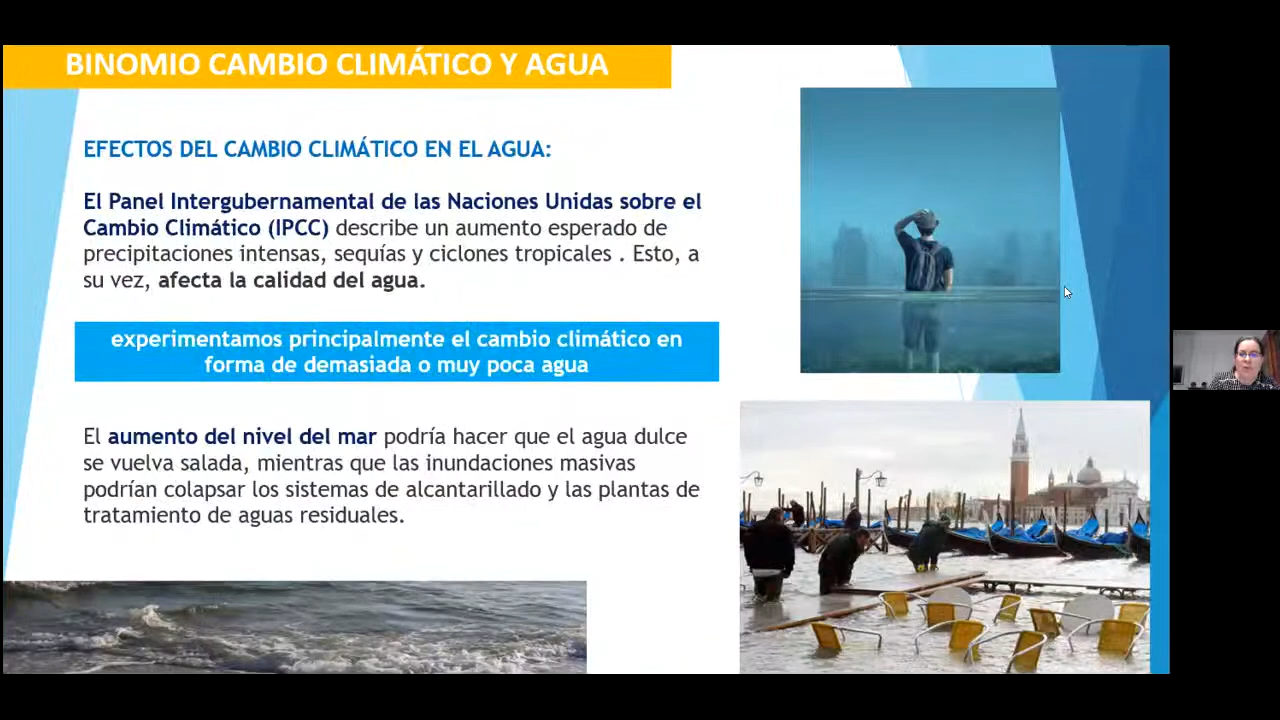 BINOMIO CAMBIO CLIMÁTICO Y AGUA
EFECTOS DEL CAMBIO CLIMÁTICO EN EL AGUA:
El Panel Intergubernamental de las Naciones Unidas sobre el
Cambio Climático (IPCC) describe un aumento esperado de
precipitaciones intensas, sequías y ciclones tropicales . Esto, a
su vez, afecta la calidad del agua.
experimentamos principalmente el cambio climático en
forma de demasiada o muy poca agua
El aumento del nivel del mar podría hacer que el agua dulce
se vuelva salada, mientras que las inundaciones masivas
podrían colapsar los sistemas de alcantarillado y las plantas de
tratamiento de aguas residuales.